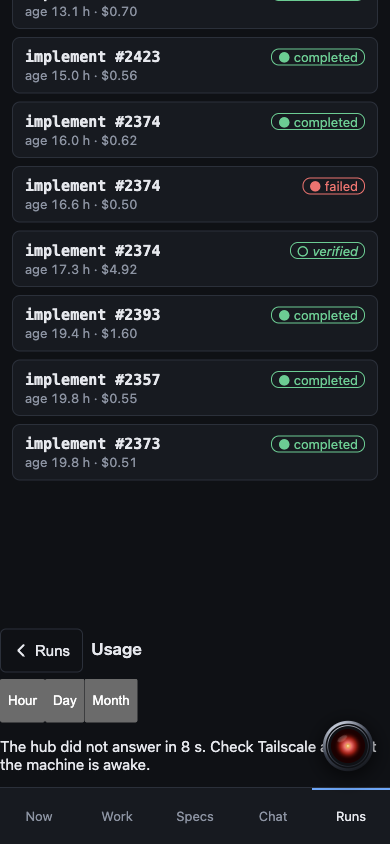 age 13.1 h · $0.70
implement #2423
completed
age 15.0 h · $0.56
implement #2374
completed
age 16.0 h · $0.62
implement #2374
failed
age 16.6 h · $0.50
implement #2374
verified
age 17.3 h · $4.92
implement #2393
completed
age 19.4 h · $1.60
implement #2357
completed
age 19.8 h · $0.55
implement #2373
completed
age 19.8 h · $0.51
Runs
Usage
Hour Day Month
The hub did not answer in 8 s. Check Tailscale
the machine is awake.
Now Work Specs Chat Runs